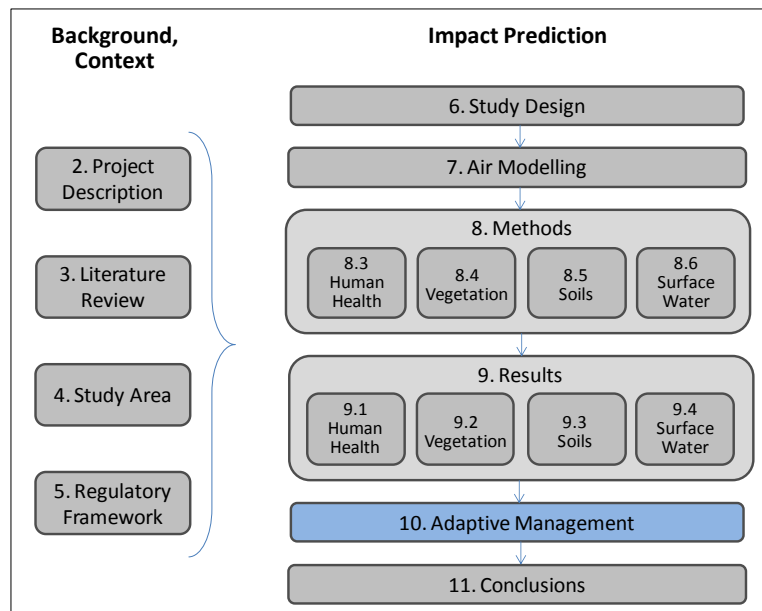 Background,
Context
2. Project
Description
3. Literature
Review
4. Study Area
5. Regulatory
Framework
Impact Prediction
6. Study Design
7. Air Modelling
8. Methods
8.3
Human
Health
8.4
Vegetation
8.5
Soils
8.6
Surface
Water
9. Results
9.1
Human
Health
9.2
Vegetation
9.3
Soils
9.4
Surface
Water
10. Adaptive Management
11. Conclusions